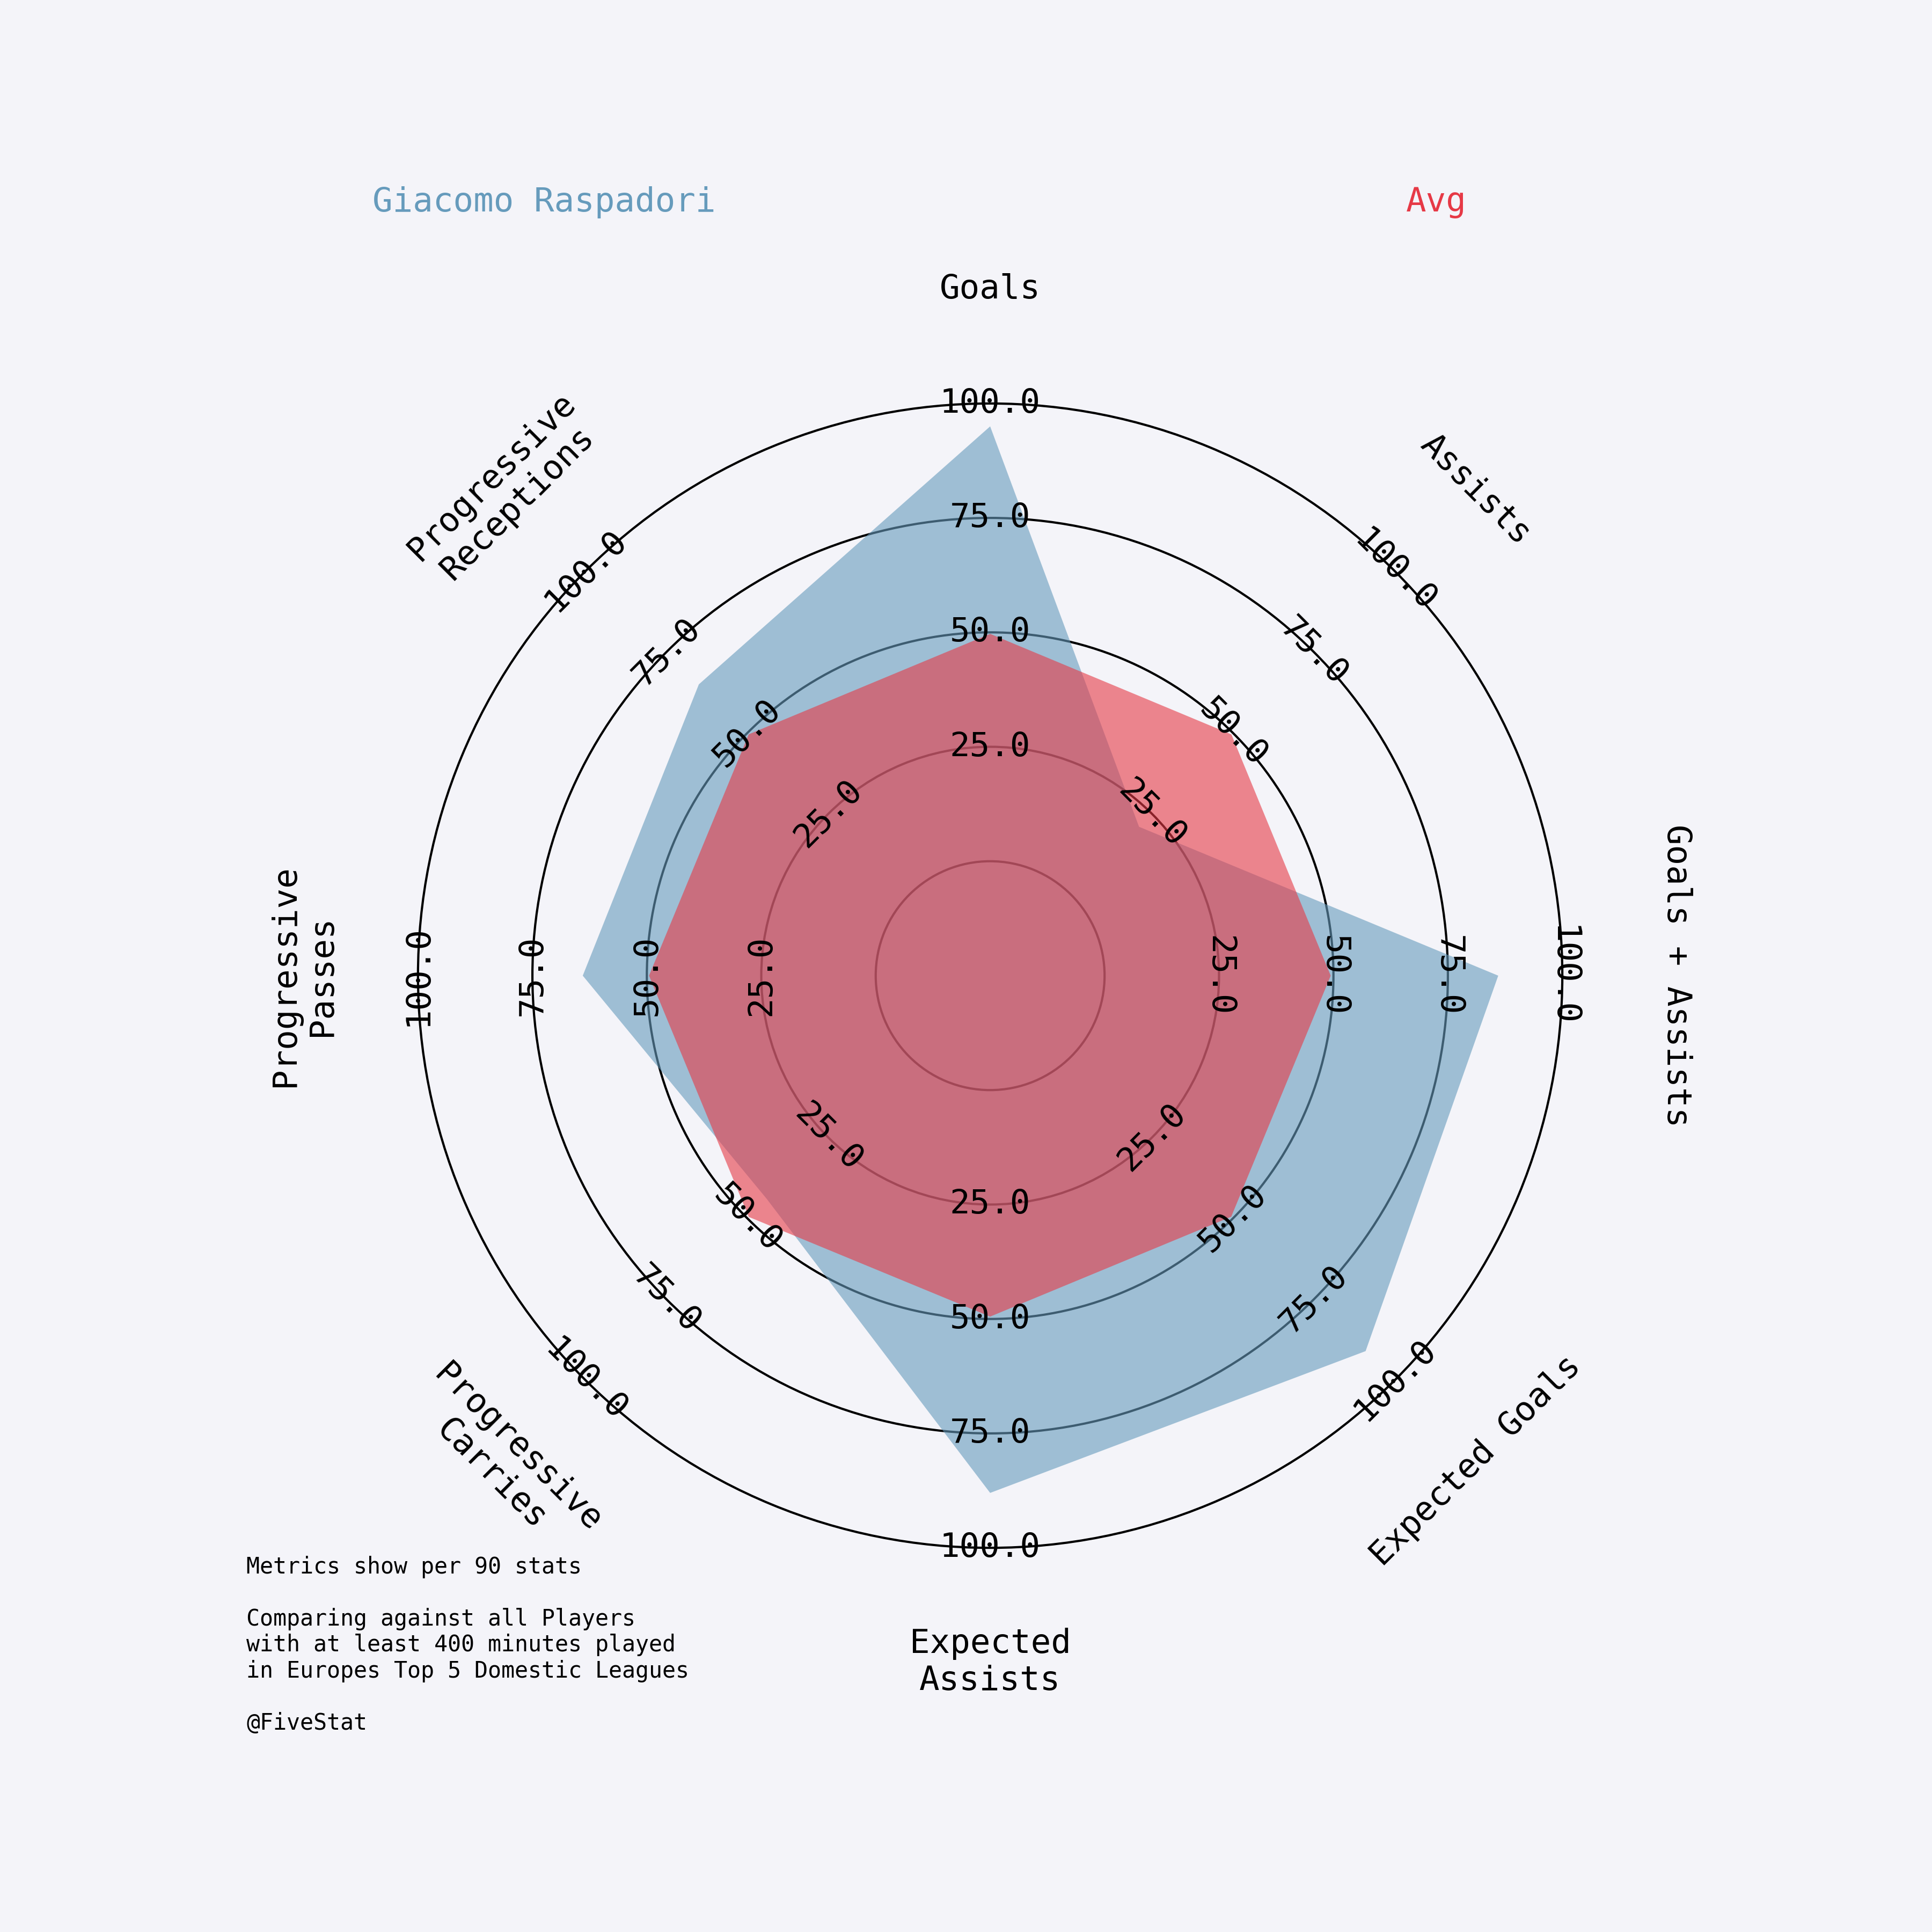 Giacomo Raspadori
Avg
Goals
Assists
Goals + Assists
Expected Goals
Expected
Assists
Progressive
Carries
Progressive
Passes
Progressive
Receptions
25.0
50.0
75.0
100.0
25.0
50.0
75.0
100.0
25.0
50.0
75.0
100.0
25.0
50.0
75.0
100.0
25.0
50.0
75.0
100.0
25.0
50.0
75.0
100.0
25.0
50.0
75.0
100.0
25.0
50.0
75.0
100.0
Metrics show per 90 stats
Comparing against all Players
with at least 400 minutes played
in Europes Top 5 Domestic Leagues
@FiveStat